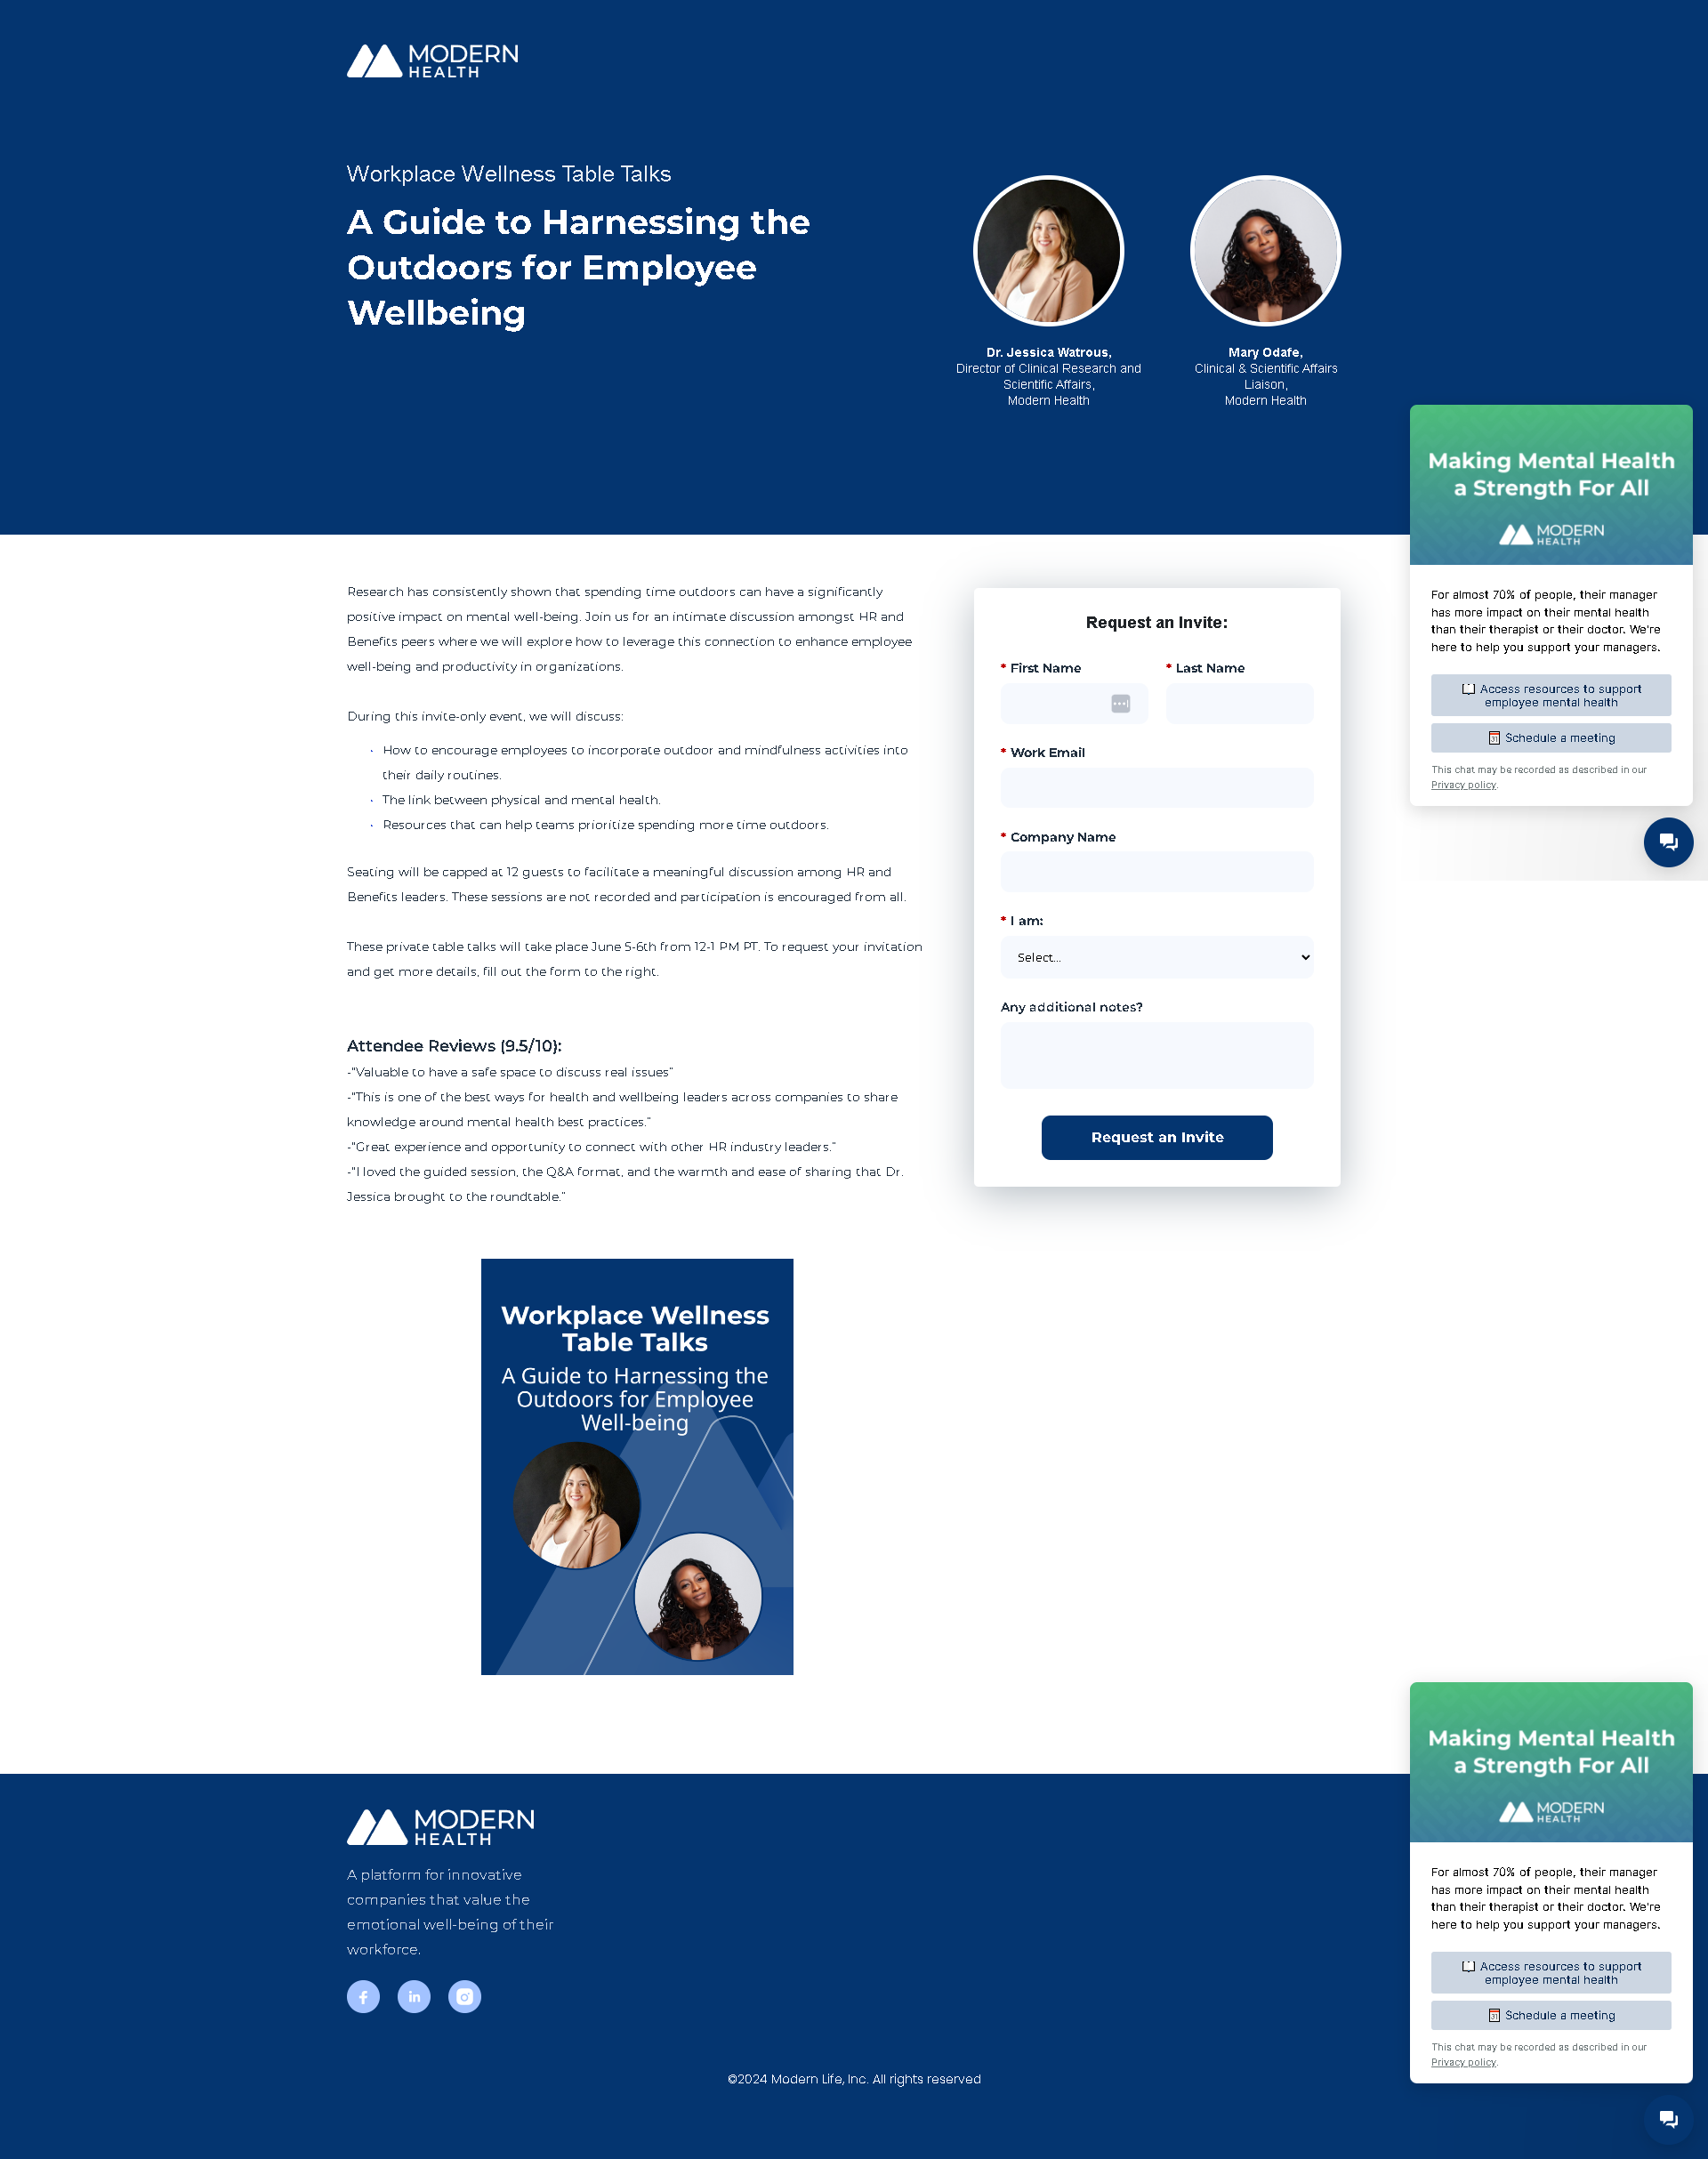 MODERN
HEALTH
Workplace Wellness Table Talks
A Guide to Harnessing the
Outdoors for Employee
Wellbeing
Dr. Jessica Watrous,
Director of Clinical Research and
Scientific Affairs,
Modern Health
Mary Odafe,
Clinical & Scientific Affairs
Liaison,
Modern Health
Making Mental Health
a Strength For All
MODERN
HEALTH
For almost 70% of people, their manager
has more impact on their mental health
than their therapist or their doctor. We're
here to help you support your managers.
Access resources to support
employee mental health
Schedule a meeting
This chat may be recorded as described in our
Privacy policy.
Research has consistently shown that spending time outdoors can have a significantly
positive impact on mental well-being. Join us for an intimate discussion amongst HR and
Benefits peers where we will explore how to leverage this connection to enhance employee
well-being and productivity in organizations.
During this invite-only event, we will discuss:
• How to encourage employees to incorporate outdoor and mindfulness activities into
their daily routines.
• The link between physical and mental health.
• Resources that can help teams prioritize spending more time outdoors.
Seating will be capped at 12 guests to facilitate a meaningful discussion among HR and
Benefits leaders. These sessions are not recorded and participation is encouraged from all.
These private table talks will take place June 5-6th from 12-1 PM PT. To request your invitation
and get more details, fill out the form to the right.
Attendee Reviews (9.5/10):
-"Valuable to have a safe space to discuss real issues"
-"This is one of the best ways for health and wellbeing leaders across companies to share
knowledge around mental health best practices."
-"Great experience and opportunity to connect with other HR industry leaders."
-"I loved the guided session, the Q&A format, and the warmth and ease of sharing that Dr.
Jessica brought to the roundtable."
Request an Invite:
* First Name
* Last Name
* Work Email
* Company Name
* I am:
Select...
Any additional notes?
Request an Invite
Workplace Wellness
Table Talks
A Guide to Harnessing the
Outdoors for Employee
Well-being
Making Mental Health
a Strength For All
MODERN
HEALTH
For almost 70% of people, their manager
has more impact on their mental health
than their therapist or their doctor. We're
here to help you support your managers.
Access resources to support
employee mental health
Schedule a meeting
This chat may be recorded as described in our
Privacy policy.
MODERN
HEALTH
A platform for innovative
companies that value the
emotional well-being of their
workforce.
©2024 Modern Life, Inc. All rights reserved